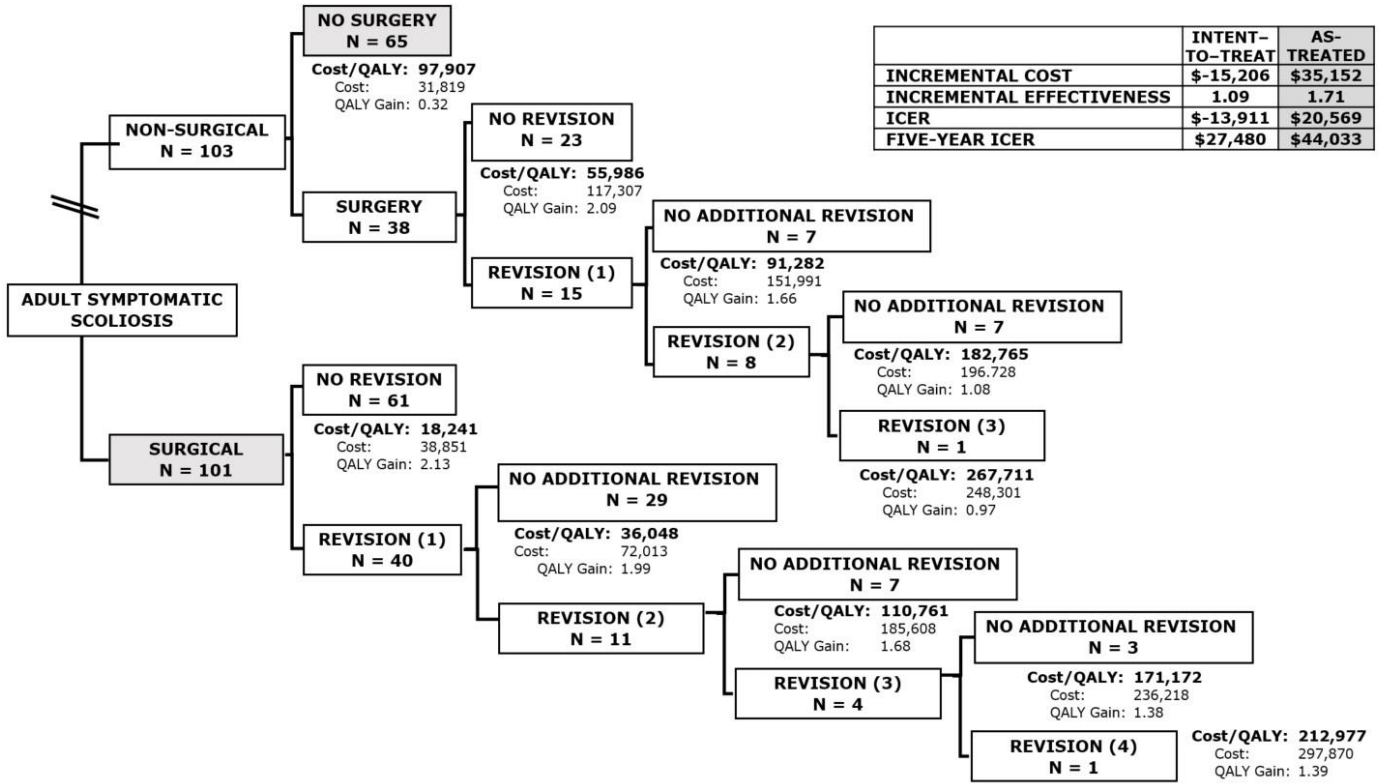 NO SURGERY
N = 65
Cost/QALY: 97,907
Cost: 31,819
QALY Gain: 0.32
INTENT–TO–TREAT
AS-TREATED
INCREMENTAL COST $-15,206 $35,152
INCREMENTAL EFFECTIVENESS 1.09 1.71
ICER $-13,911 $20,569
FIVE-YEAR ICER $27,480 $44,033
NON-SURGICAL
N = 103
NO REVISION
N = 23
Cost/QALY: 55,986
Cost: 117,307
QALY Gain: 2.09
SURGERY
N = 38
NO ADDITIONAL REVISION
N = 7
Cost/QALY: 91,282
Cost: 151,991
QALY Gain: 1.66
REVISION (1)
N = 15
ADULT SYMPTOMATIC
SCOLIOSIS
NO ADDITIONAL REVISION
N = 7
Cost/QALY: 182,765
Cost: 196.728
QALY Gain: 1.08
REVISION (2)
N = 8
NO REVISION
N = 61
Cost/QALY: 18,241
Cost: 38,851
QALY Gain: 2.13
REVISION (3)
N = 1
Cost/QALY: 267,711
Cost: 248,301
QALY Gain: 0.97
SURGICAL
N = 101
NO ADDITIONAL REVISION
N = 29
Cost/QALY: 36,048
Cost: 72,013
QALY Gain: 1.99
REVISION (1)
N = 40
NO ADDITIONAL REVISION
N = 7
Cost/QALY: 110,761
Cost: 185,608
QALY Gain: 1.68
REVISION (2)
N = 11
NO ADDITIONAL REVISION
N = 3
Cost/QALY: 171,172
Cost: 236,218
QALY Gain: 1.38
REVISION (3)
N = 4
REVISION (4)
N = 1
Cost/QALY: 212,977
Cost: 297,870
QALY Gain: 1.39